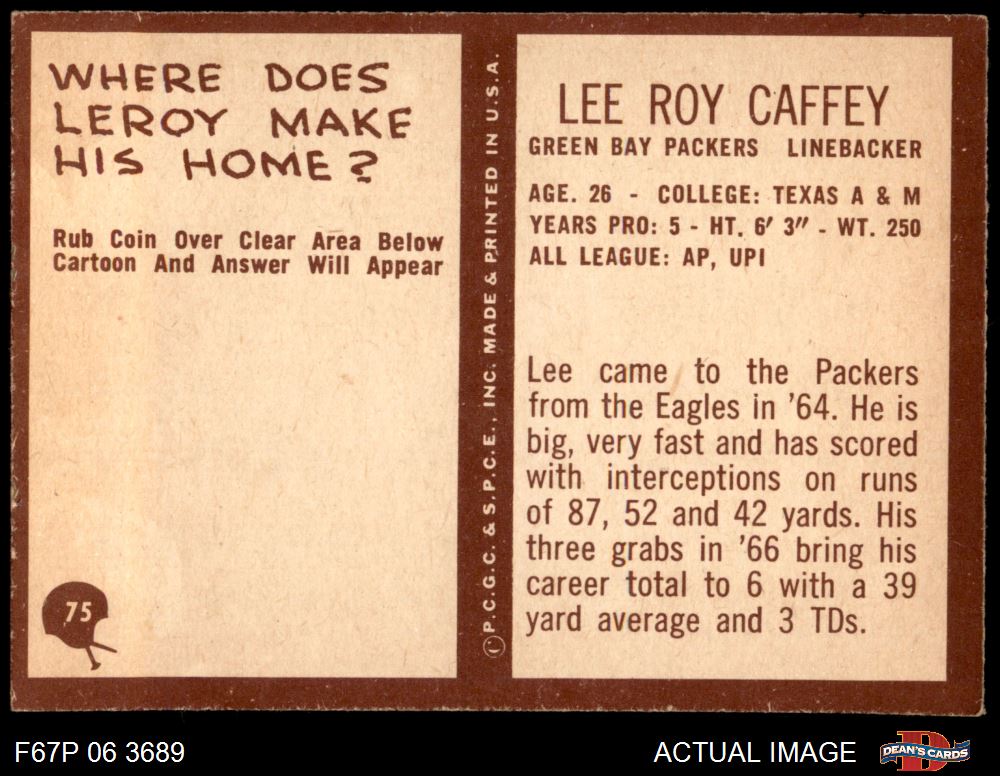 WHERE DOES
LEROY MAKE
HIS HOME?
Rub Coin Over Clear Area Below
Cartoon And Answer Will Appear
75
©P.C.G.C. & S.P.C.E., INC. MADE & PRINTED IN U.S.A.
LEE ROY CAFFEY
GREEN BAY PACKERS LINEBACKER
AGE. 26 - COLLEGE: TEXAS A & M
YEARS PRO: 5 - HT. 6′ 3″ - WT. 250
ALL LEAGUE: AP, UPI
Lee came to the Packers
from the Eagles in '64. He is
big, very fast and has scored
with interceptions on runs
of 87, 52 and 42 yards. His
three grabs in '66 bring his
career total to 6 with a 39
yard average and 3 TDs.
F67P 06 3689
ACTUAL IMAGE
D
DEAN'S CARDS